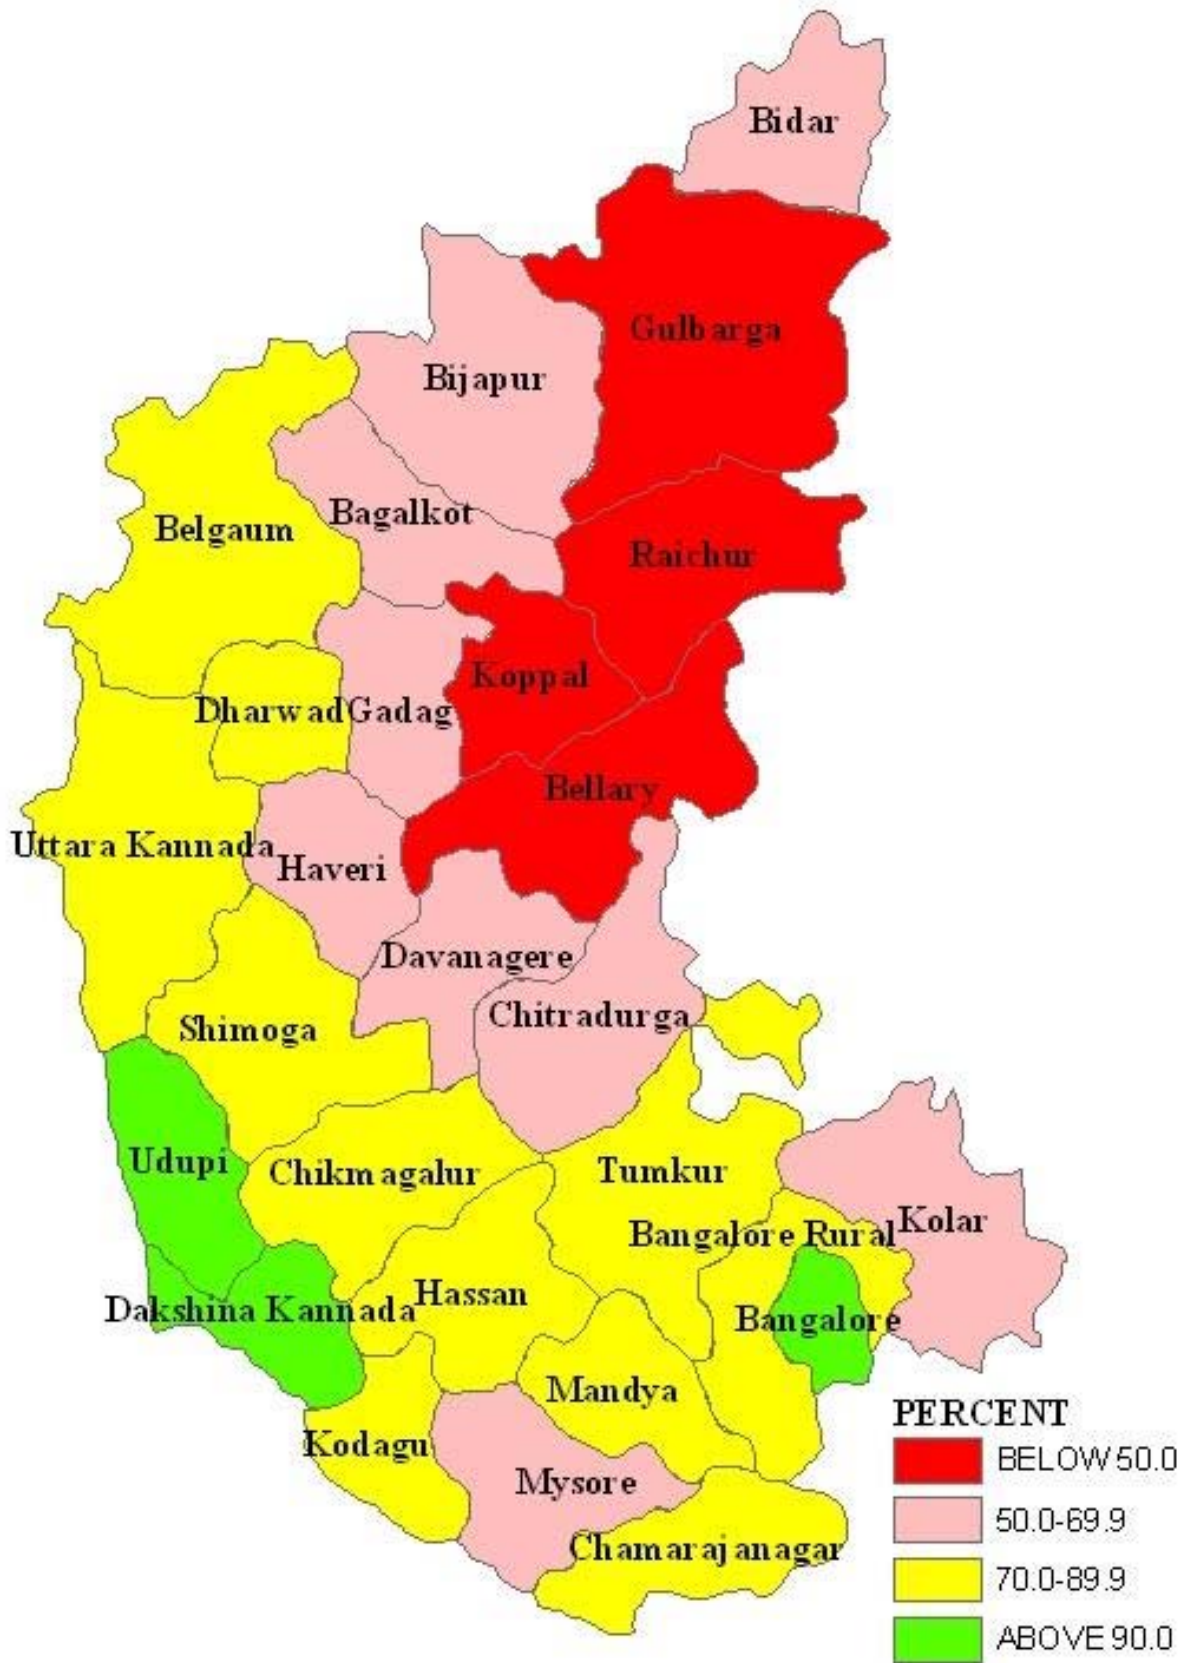 Bidar
Gulbarga
Bijapur
Bagalkot
Belgaum
Raichur
Koppal
Dharwad
Gadag
Bellary
Uttara Kannada
Haveri
Davanagere
Chitradurga
Shimoga
Udupi
Chikmagalur
Tumkur
Kolar
Bangalore Rural
Hassan
Dakshina Kannada
Bangalore
Mandya
Kodagu
Mysore
Chamarajanagar
PERCENT
BELOW 50.0
50.0-69.9
70.0-89.9
ABOVE 90.0